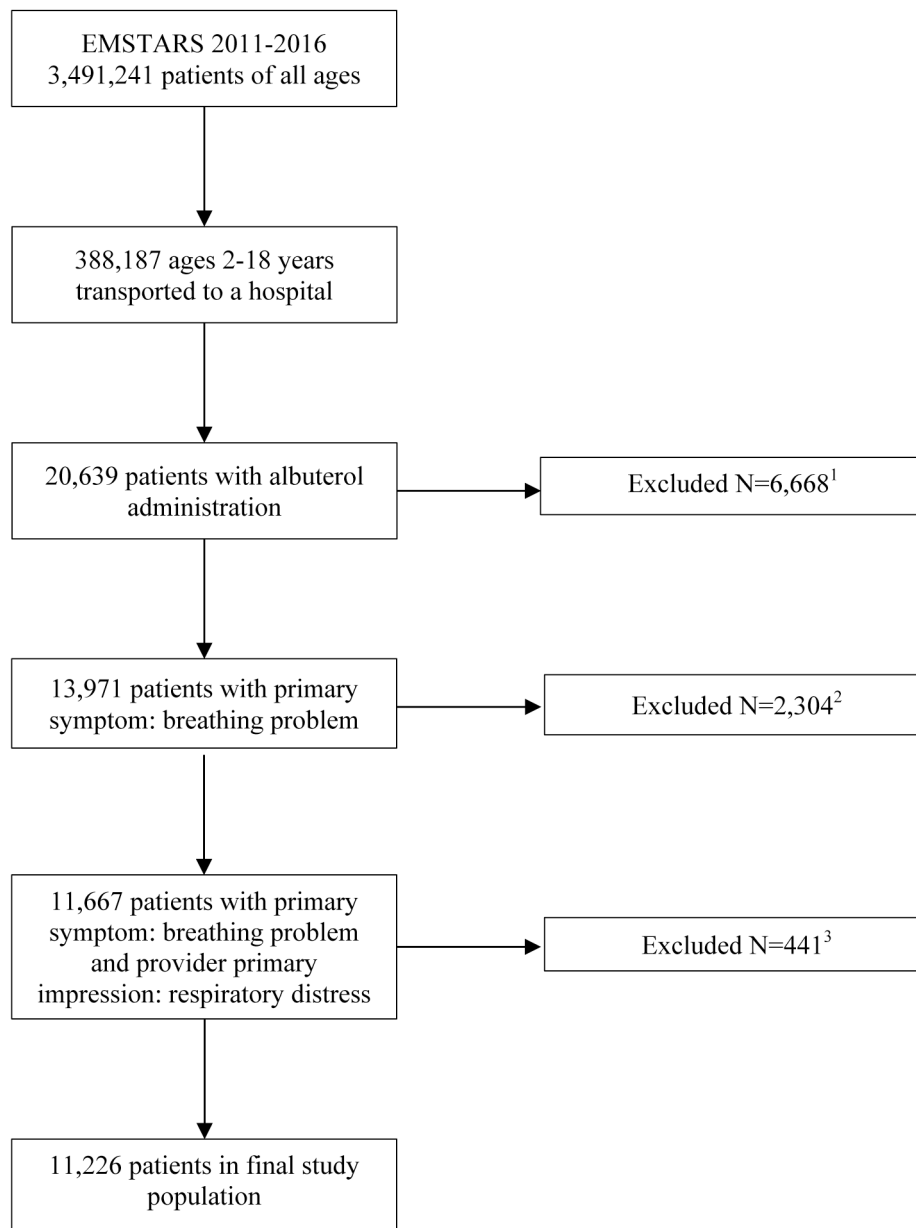 EMSTARS 2011-2016
3,491,241 patients of all ages
388,187 ages 2-18 years
transported to a hospital
20,639 patients with albuterol
administration
Excluded N=6,668¹
13,971 patients with primary
symptom: breathing problem
Excluded N=2,304²
11,667 patients with primary
symptom: breathing problem
and provider primary
impression: respiratory distress
Excluded N=441³
11,226 patients in final study
population